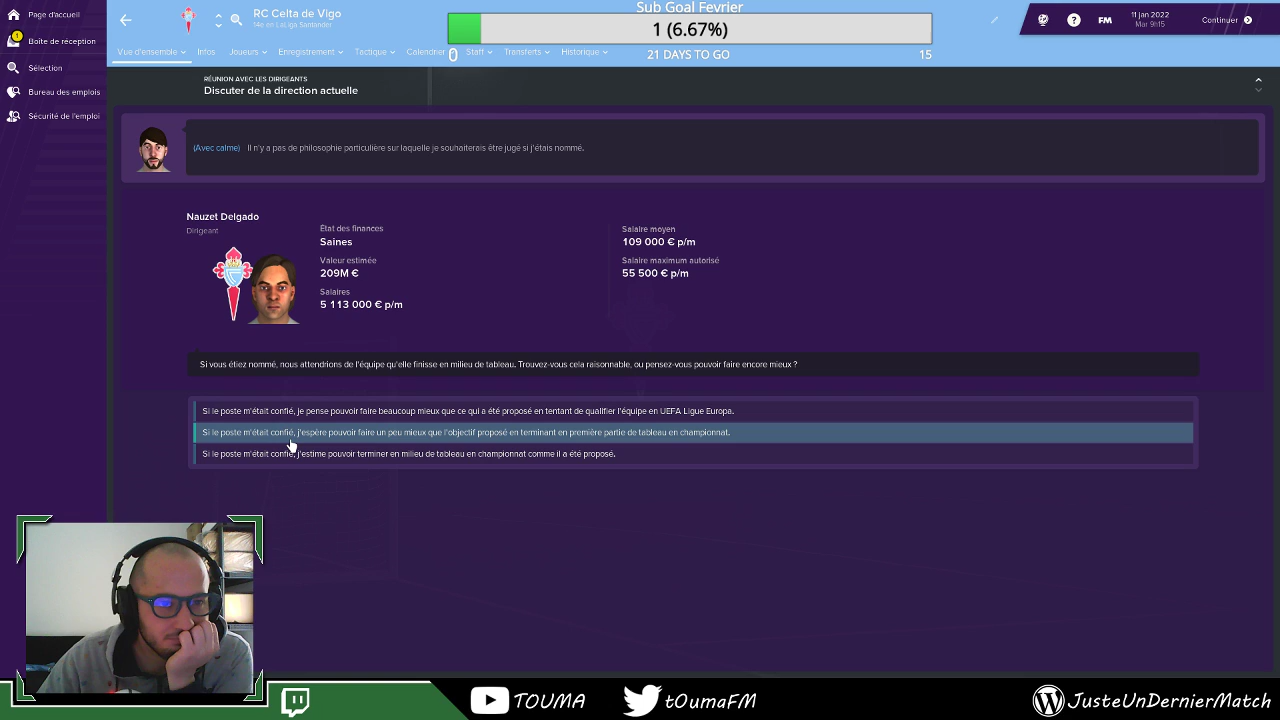 Sub Goal Fevrier
1 (6.67%)
0
21 DAYS TO GO
15
RC Celta de Vigo
14e en LaLiga Santander
11 jan 2022
Mar 9h15
Continuer
FM
Page d'accueil
1
Boîte de réception
Sélection
Bureau des emplois
Sécurité de l'emploi
Vue d'ensemble
Infos
Joueurs
Enregistrement
Tactique
Calendrier
Staff
Transferts
Historique
RÉUNION AVEC LES DIRIGEANTS
Discuter de la direction actuelle
(Avec calme) Il n'y a pas de philosophie particulière sur laquelle je souhaiterais être jugé si j'étais nommé.
Nauzet Delgado
Dirigeant
État des finances
Saines
Valeur estimée
209M €
Salaires
5 113 000 € p/m
Salaire moyen
109 000 € p/m
Salaire maximum autorisé
55 500 € p/m
Si vous étiez nommé, nous attendrions de l'équipe qu'elle finisse en milieu de tableau. Trouvez-vous cela raisonnable, ou pensez-vous pouvoir faire encore mieux ?
Si le poste m'était confié, je pense pouvoir faire beaucoup mieux que ce qui a été proposé en tentant de qualifier l'équipe en UEFA Ligue Europa.
Si le poste m'était confié, j'espère pouvoir faire un peu mieux que l'objectif proposé en terminant en première partie de tableau en championnat.
Si le poste m'était confié, j'estime pouvoir terminer en milieu de tableau en championnat comme il a été proposé.
TOUMA
tOumaFM
JusteUnDernierMatch